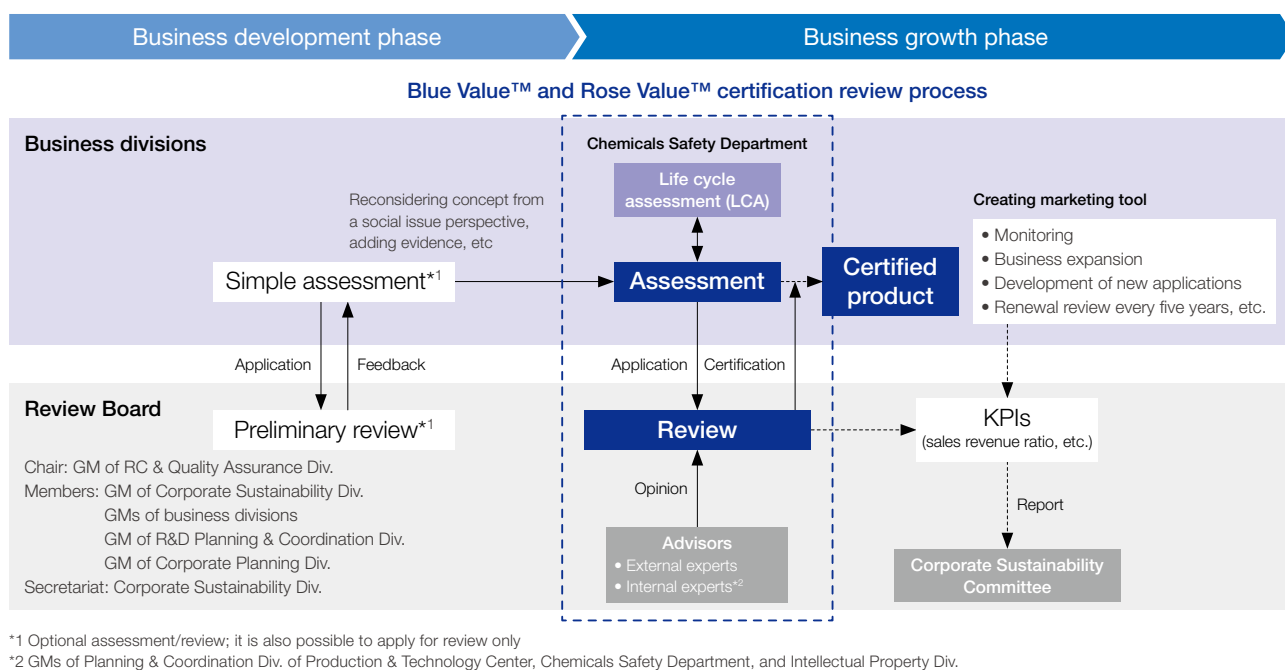 Business development phase
Business growth phase
Blue Value™ and Rose Value™ certification review process
Business divisions
Chemicals Safety Department
Life cycle
assessment (LCA)
Reconsidering concept from
a social issue perspective,
adding evidence, etc
Creating marketing tool
• Monitoring
• Business expansion
• Development of new applications
• Renewal review every five years, etc.
Simple assessment*1
Assessment
Certified
product
Application
Feedback
Application
Certification
Review Board
Preliminary review*1
Review
KPIs
(sales revenue ratio, etc.)
Chair: GM of RC & Quality Assurance Div.
Members: GM of Corporate Sustainability Div.
GMs of business divisions
GM of R&D Planning & Coordination Div.
GM of Corporate Planning Div.
Secretariat: Corporate Sustainability Div.
Opinion
Report
Advisors
• External experts
• Internal experts*2
Corporate Sustainability
Committee
*1 Optional assessment/review; it is also possible to apply for review only
*2 GMs of Planning & Coordination Div. of Production & Technology Center, Chemicals Safety Department, and Intellectual Property Div.